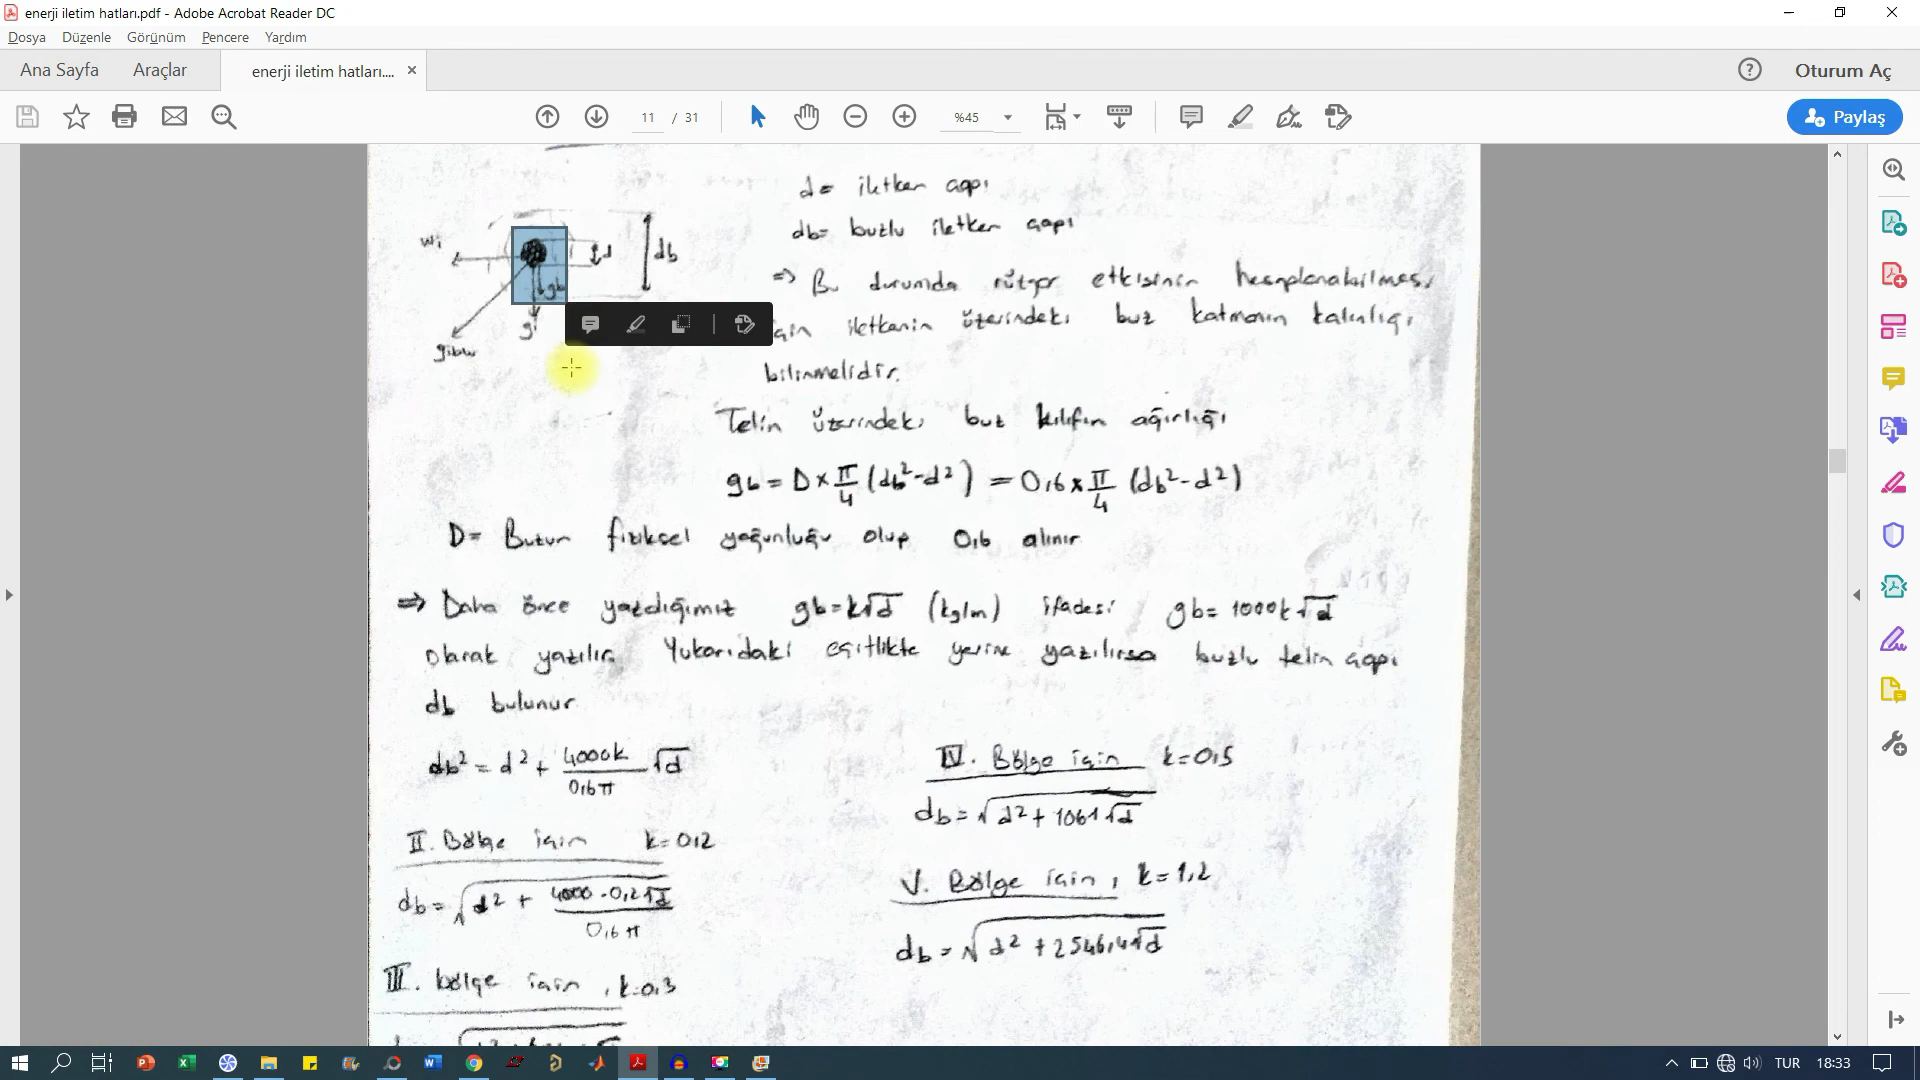 enerji iletim hatları.pdf - Adobe Acrobat Reader DC
Dosya Düzenle Görünüm Pencere Yardım
Ana Sayfa Araçlar enerji iletim hatları.... Oturum Aç
11 / 31 %45 Paylaş
d = iletken çapı
db = buzlu iletken çapı
wi d db
gb
g
gibw
=> Bu durumda rüzgar etkisinin hesaplanabilmesi
için iletkenin üzerindeki buz katmanın kalınlığı
bilinmelidir.
Telin üzerindeki buz kılıfın ağırlığı
gb = D x π/4 (db² - d²) = 0,6 x π/4 (db² - d²)
D = Buzun fiziksel yoğunluğu olup 0,6 alınır
=> Daha önce yazdığımız gb = k√d (kg/m) ifadesi gb = 1000k√d
olarak yazılır. Yukarıdaki eşitlikte yerine yazılırsa buzlu telin çapı
db bulunur
db² = d² + 4000k/0,6π √d
II. Bölge için k = 0,2
db = √(d² + 4000 . 0,2√d/0,6π)
III. bölge için, k = 0,3
IV. Bölge için k = 0,5
db = √(d² + 1061√d)
V. Bölge için, k = 1,2
db = √(d² + 2546,4√d)
TUR 18:33